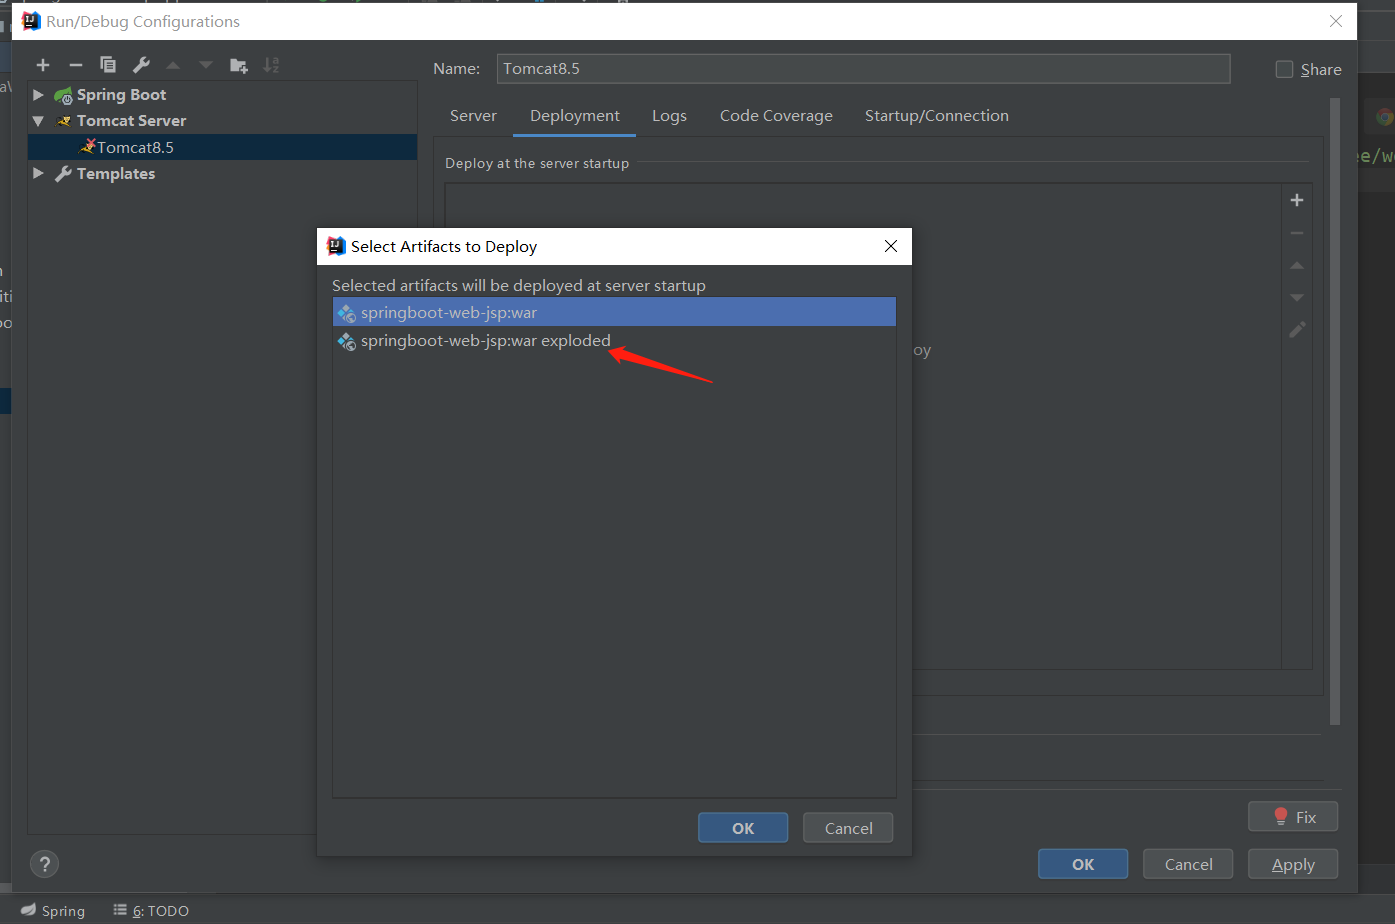 Run/Debug Configurations
Name: Tomcat8.5
Share
Spring Boot
Tomcat Server
Tomcat8.5
Templates
Server Deployment Logs Code Coverage Startup/Connection
Deploy at the server startup
Select Artifacts to Deploy
Selected artifacts will be deployed at server startup
springboot-web-jsp:war
springboot-web-jsp:war exploded
oy
ee/we
OK Cancel
Fix
?
OK Cancel Apply
Spring 6: TODO